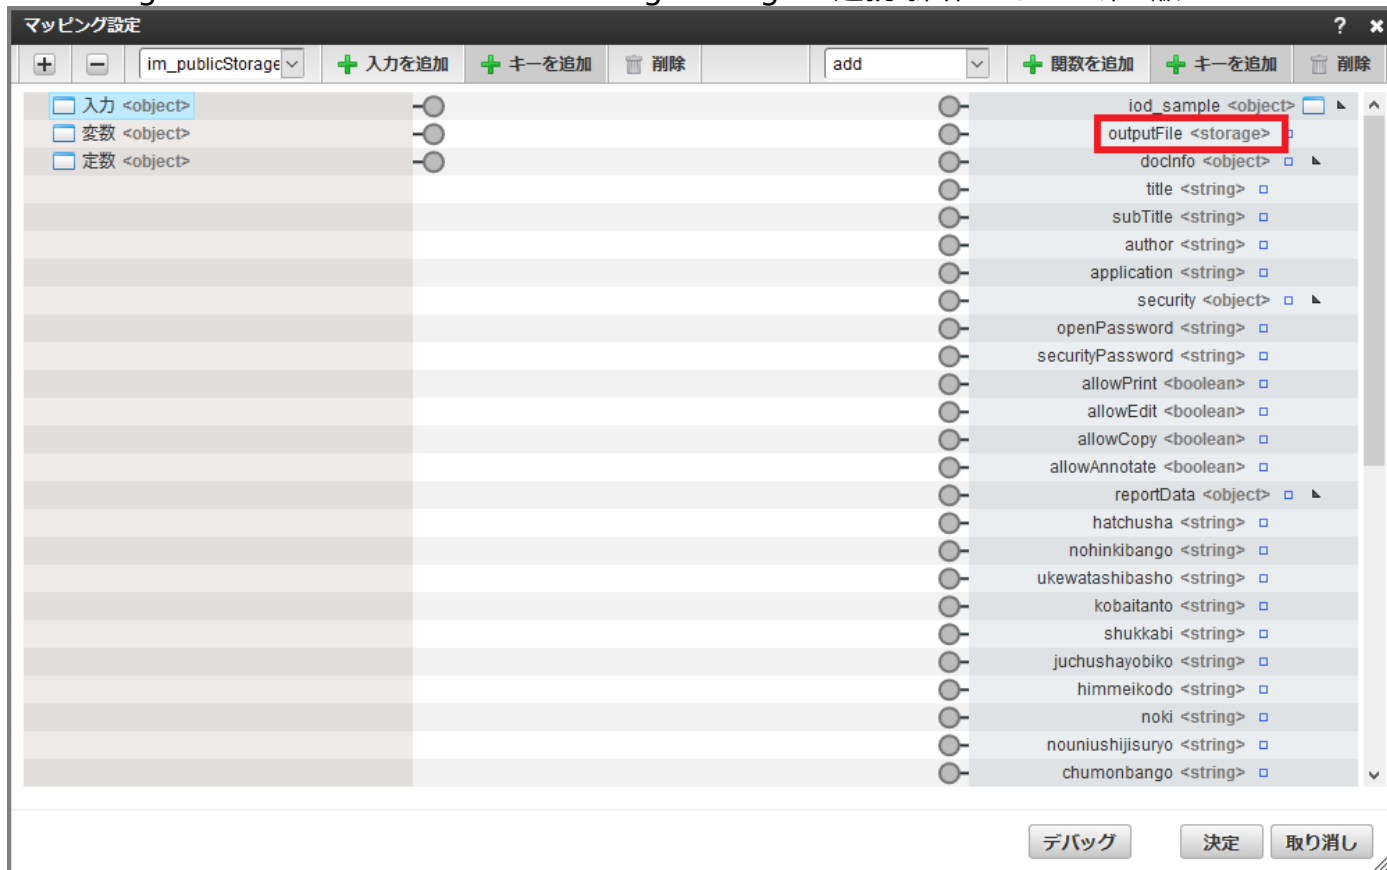 マッピング設定 ? ×
im_publicStorage 入力を追加 キーを追加 削除 add 関数を追加 キーを追加 削除
入力 <object> iod_sample <object>
変数 <object> outputFile <storage>
定数 <object> docInfo <object>
title <string>
subTitle <string>
author <string>
application <string>
security <object>
openPassword <string>
securityPassword <string>
allowPrint <boolean>
allowEdit <boolean>
allowCopy <boolean>
allowAnnotate <boolean>
reportData <object>
hatchusha <string>
nohinkibango <string>
ukewatashibasho <string>
kobaitanto <string>
shukkabi <string>
juchushayobiko <string>
himmeikodo <string>
noki <string>
nouniushijisuryo <string>
chumonbango <string>
デバッグ 決定 取り消し